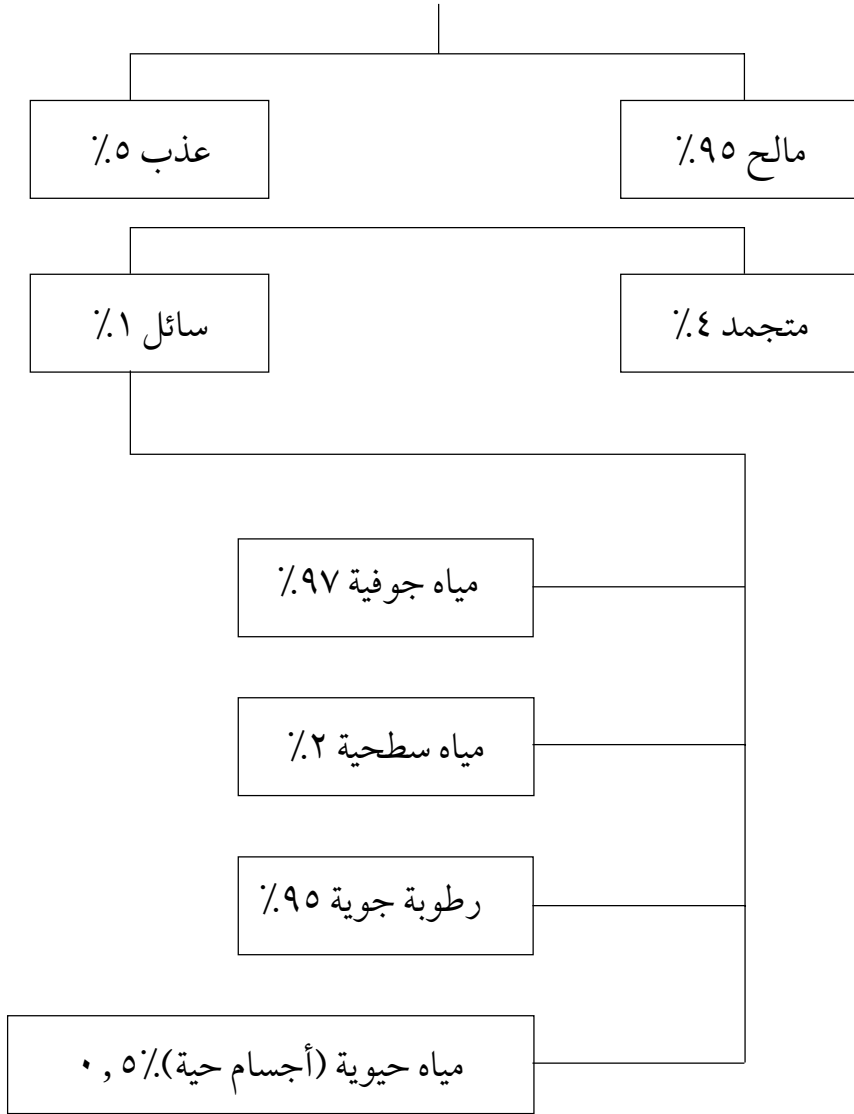 مالح ٩٥٪
عذب ٥٪
متجمد ٤٪
سائل ١٪
مياه جوفية ٩٧٪
مياه سطحية ٢٪
رطوبة جوية ٩٥٪
مياه حيوية (أجسام حية)٪٥ , ٠